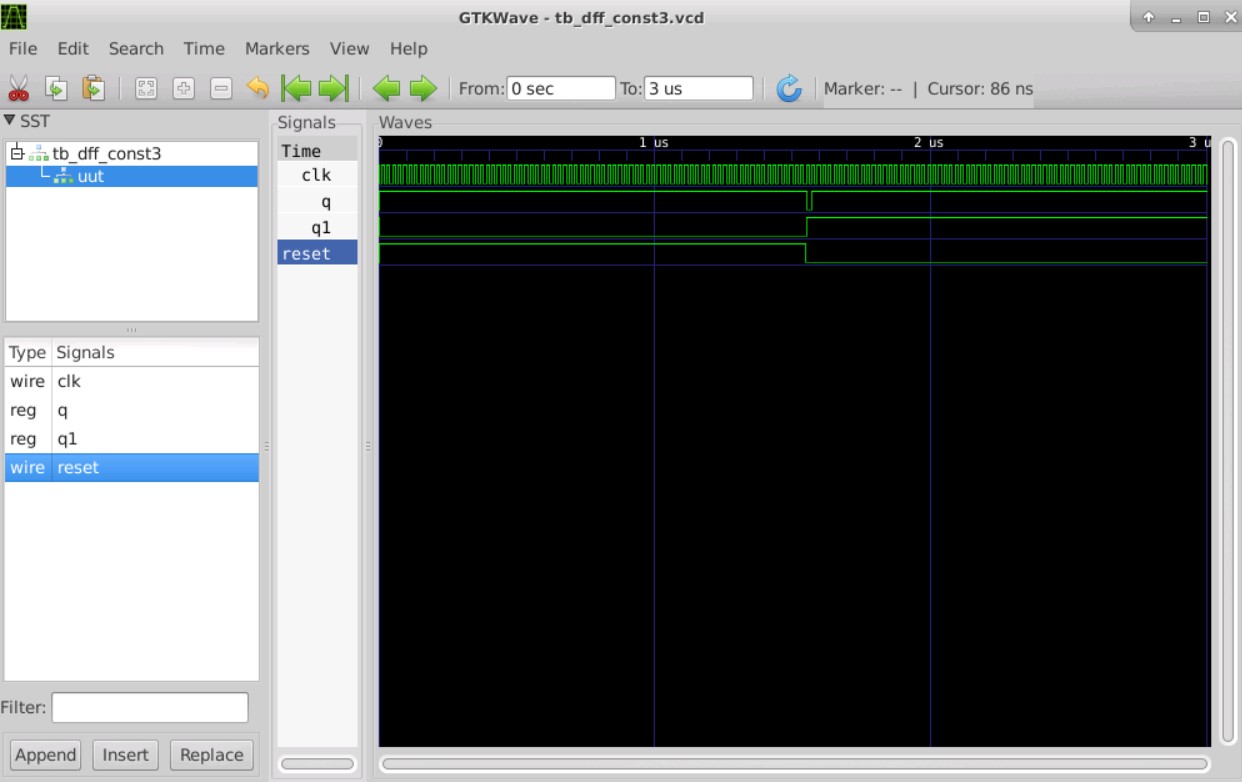 GTKWave - tb_dff_const3.vcd
File Edit Search Time Markers View Help
From: 0 sec To: 3 us Marker: -- | Cursor: 86 ns
SST
tb_dff_const3
uut
Type Signals
wire clk
reg q
reg q1
wire reset
Filter:
Append Insert Replace
Signals
Time
clk
q
q1
reset
Waves
0 1 us 2 us 3 u